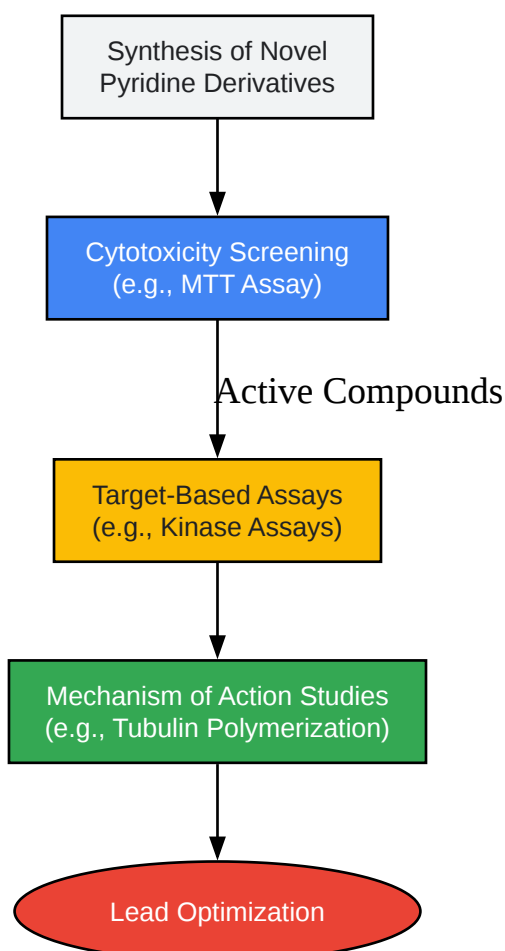 Synthesis of Novel
Pyridine Derivatives
Cytotoxicity Screening
(e.g., MTT Assay)
Active Compounds
Target-Based Assays
(e.g., Kinase Assays)
Mechanism of Action Studies
(e.g., Tubulin Polymerization)
Lead Optimization